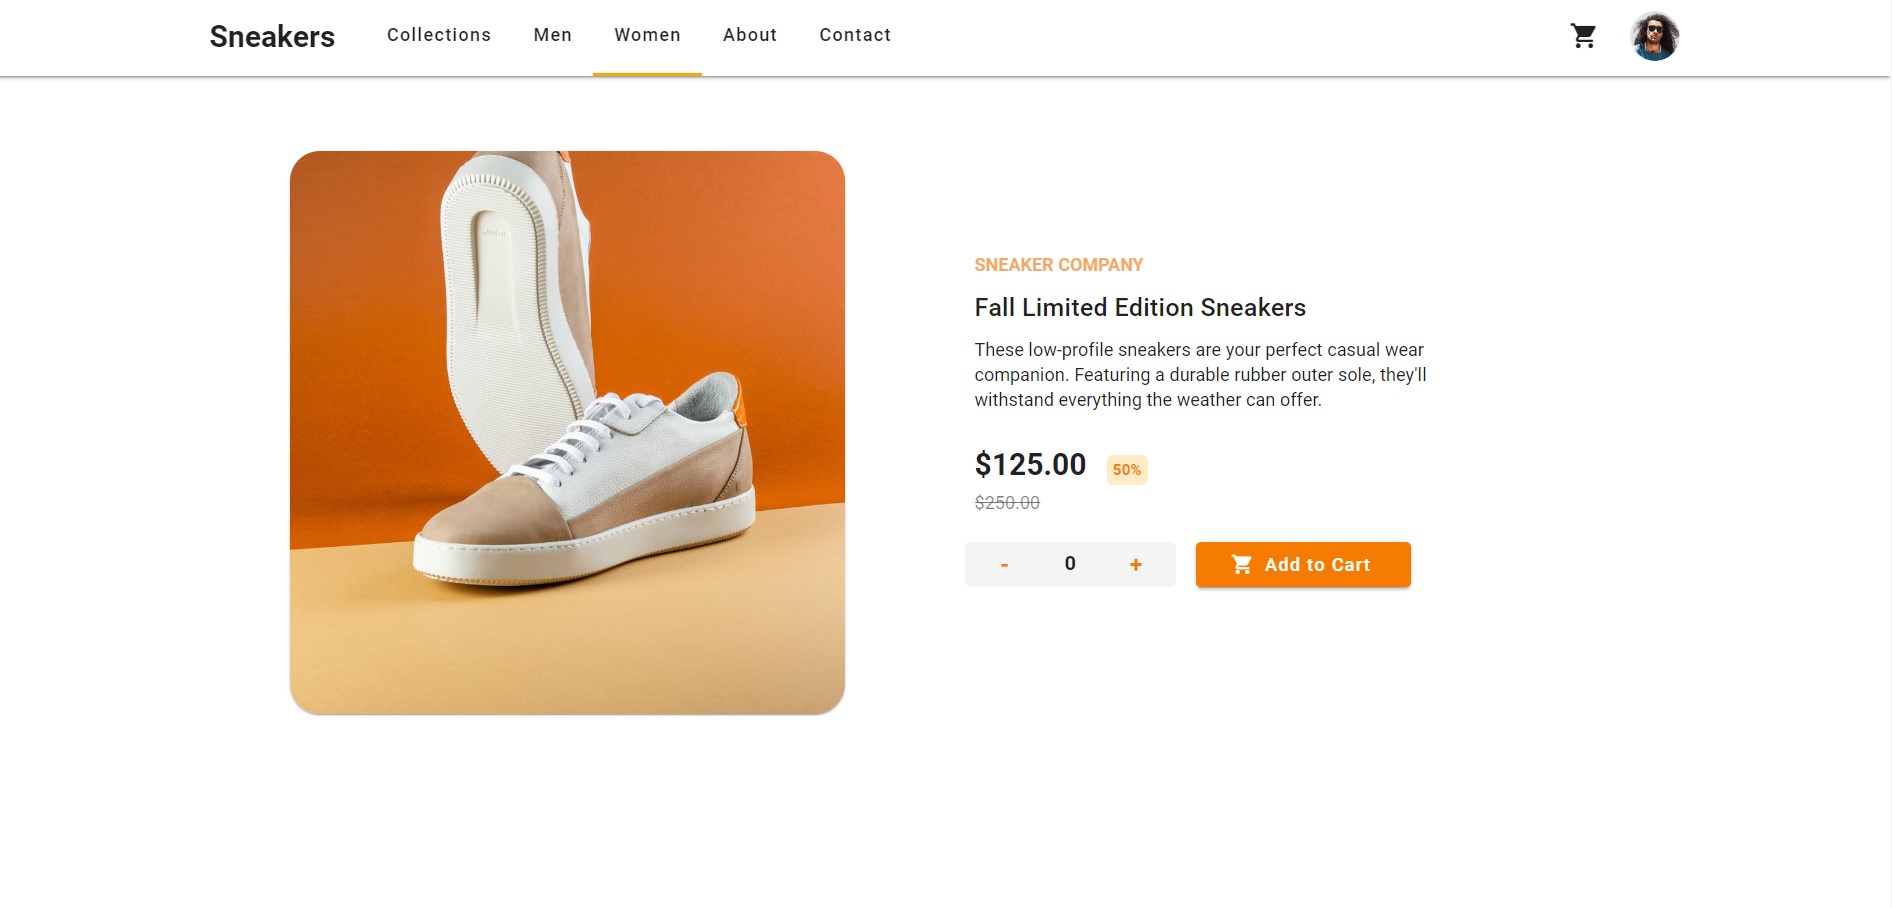 Sneakers
Collections
Men
Women
About
Contact
SNEAKER COMPANY
Fall Limited Edition Sneakers
These low-profile sneakers are your perfect casual wear
companion. Featuring a durable rubber outer sole, they'll
withstand everything the weather can offer.
$125.00
50%
$250.00
-
0
+
Add to Cart